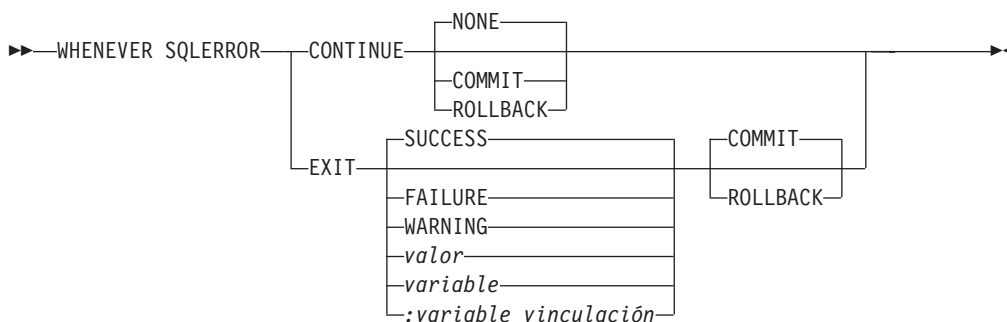 NONE
WHENEVER SQLERROR CONTINUE
COMMIT
ROLLBACK
SUCCESS COMMIT
EXIT
FAILURE ROLLBACK
WARNING
valor
variable
:variable vinculación